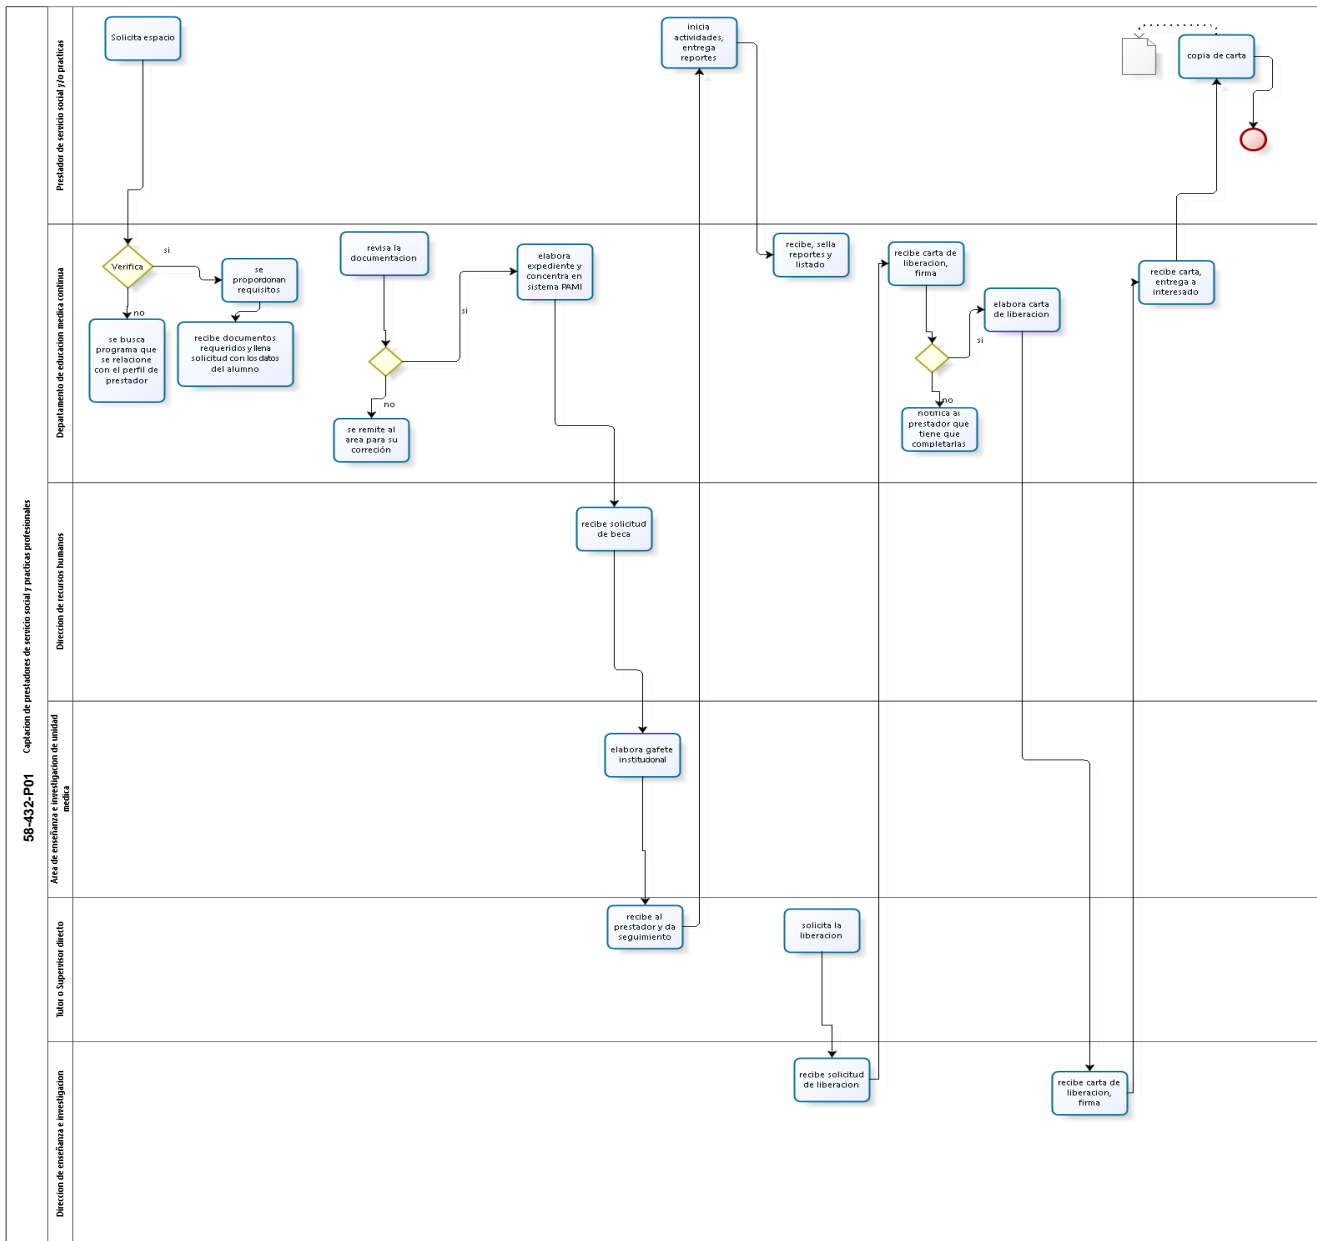 58-432-P01
Captacion de prestadores de servicio social y practicas profesionales
Prestador de servicio social y/o practicas
Solicita espacio
inicia
actividades,
entrega
reportes
copia de carta
Departamento de educacion medica continua
Verifica
si
no
se
proporcionan
requisitos
se busca
programa que
se relacione
con el perfil de
prestador
recibe documentos
requeridos y llena
solicitud con los datos
del alumno
revisa la
documentacion
si
no
se remite al
area para su
correción
elabora
expediente y
concentra en
sistema PAMI
recibe, sella
reportes y
listado
recibe carta de
liberacion,
firma
si
no
notifica al
prestador que
tiene que
completarlas
elabora carta
de liberacion
recibe carta,
entrega a
interesado
Direccion de recursos humanos
recibe solicitud
de beca
Area de enseñanza e investigacion de unidad
medica
elabora gafete
institucional
Tutor o Supervisor directo
recibe al
prestador y da
seguimiento
solicita la
liberacion
Direccion de enseñanza e investigacion
recibe solicitud
de liberacion
recibe carta de
liberacion,
firma